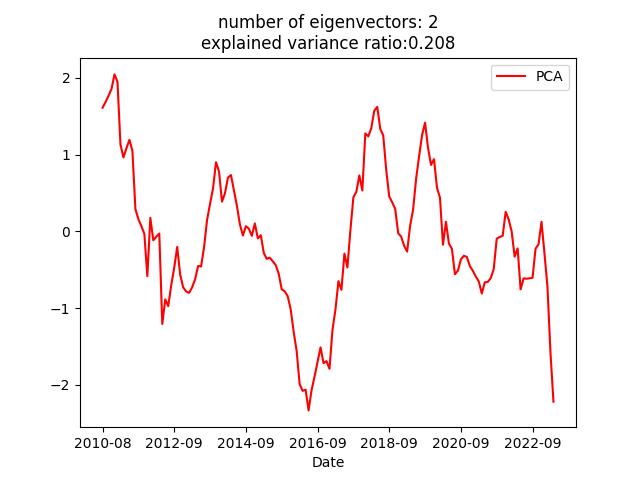 number of eigenvectors: 2
explained variance ratio:0.208
PCA
2
1
0
−1
−2
2010-08 2012-09 2014-09 2016-09 2018-09 2020-09 2022-09
Date